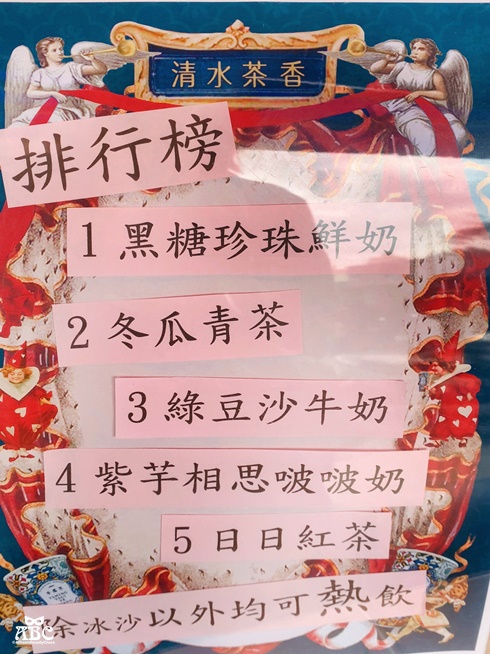 清水茶香
排行榜
1 黑糖珍珠鮮奶
2 冬瓜青茶
3 綠豆沙牛奶
4 紫芋相思啵啵奶
5 日日紅茶
除冰沙以外均可熱飲
ABC